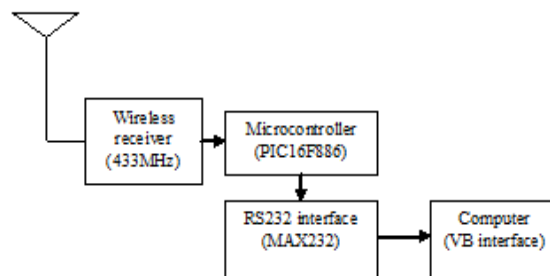 Wireless
receiver
(433MHz)
Microcontroller
(PIC16F886)
RS232 interface
(MAX232)
Computer
(VB interface)